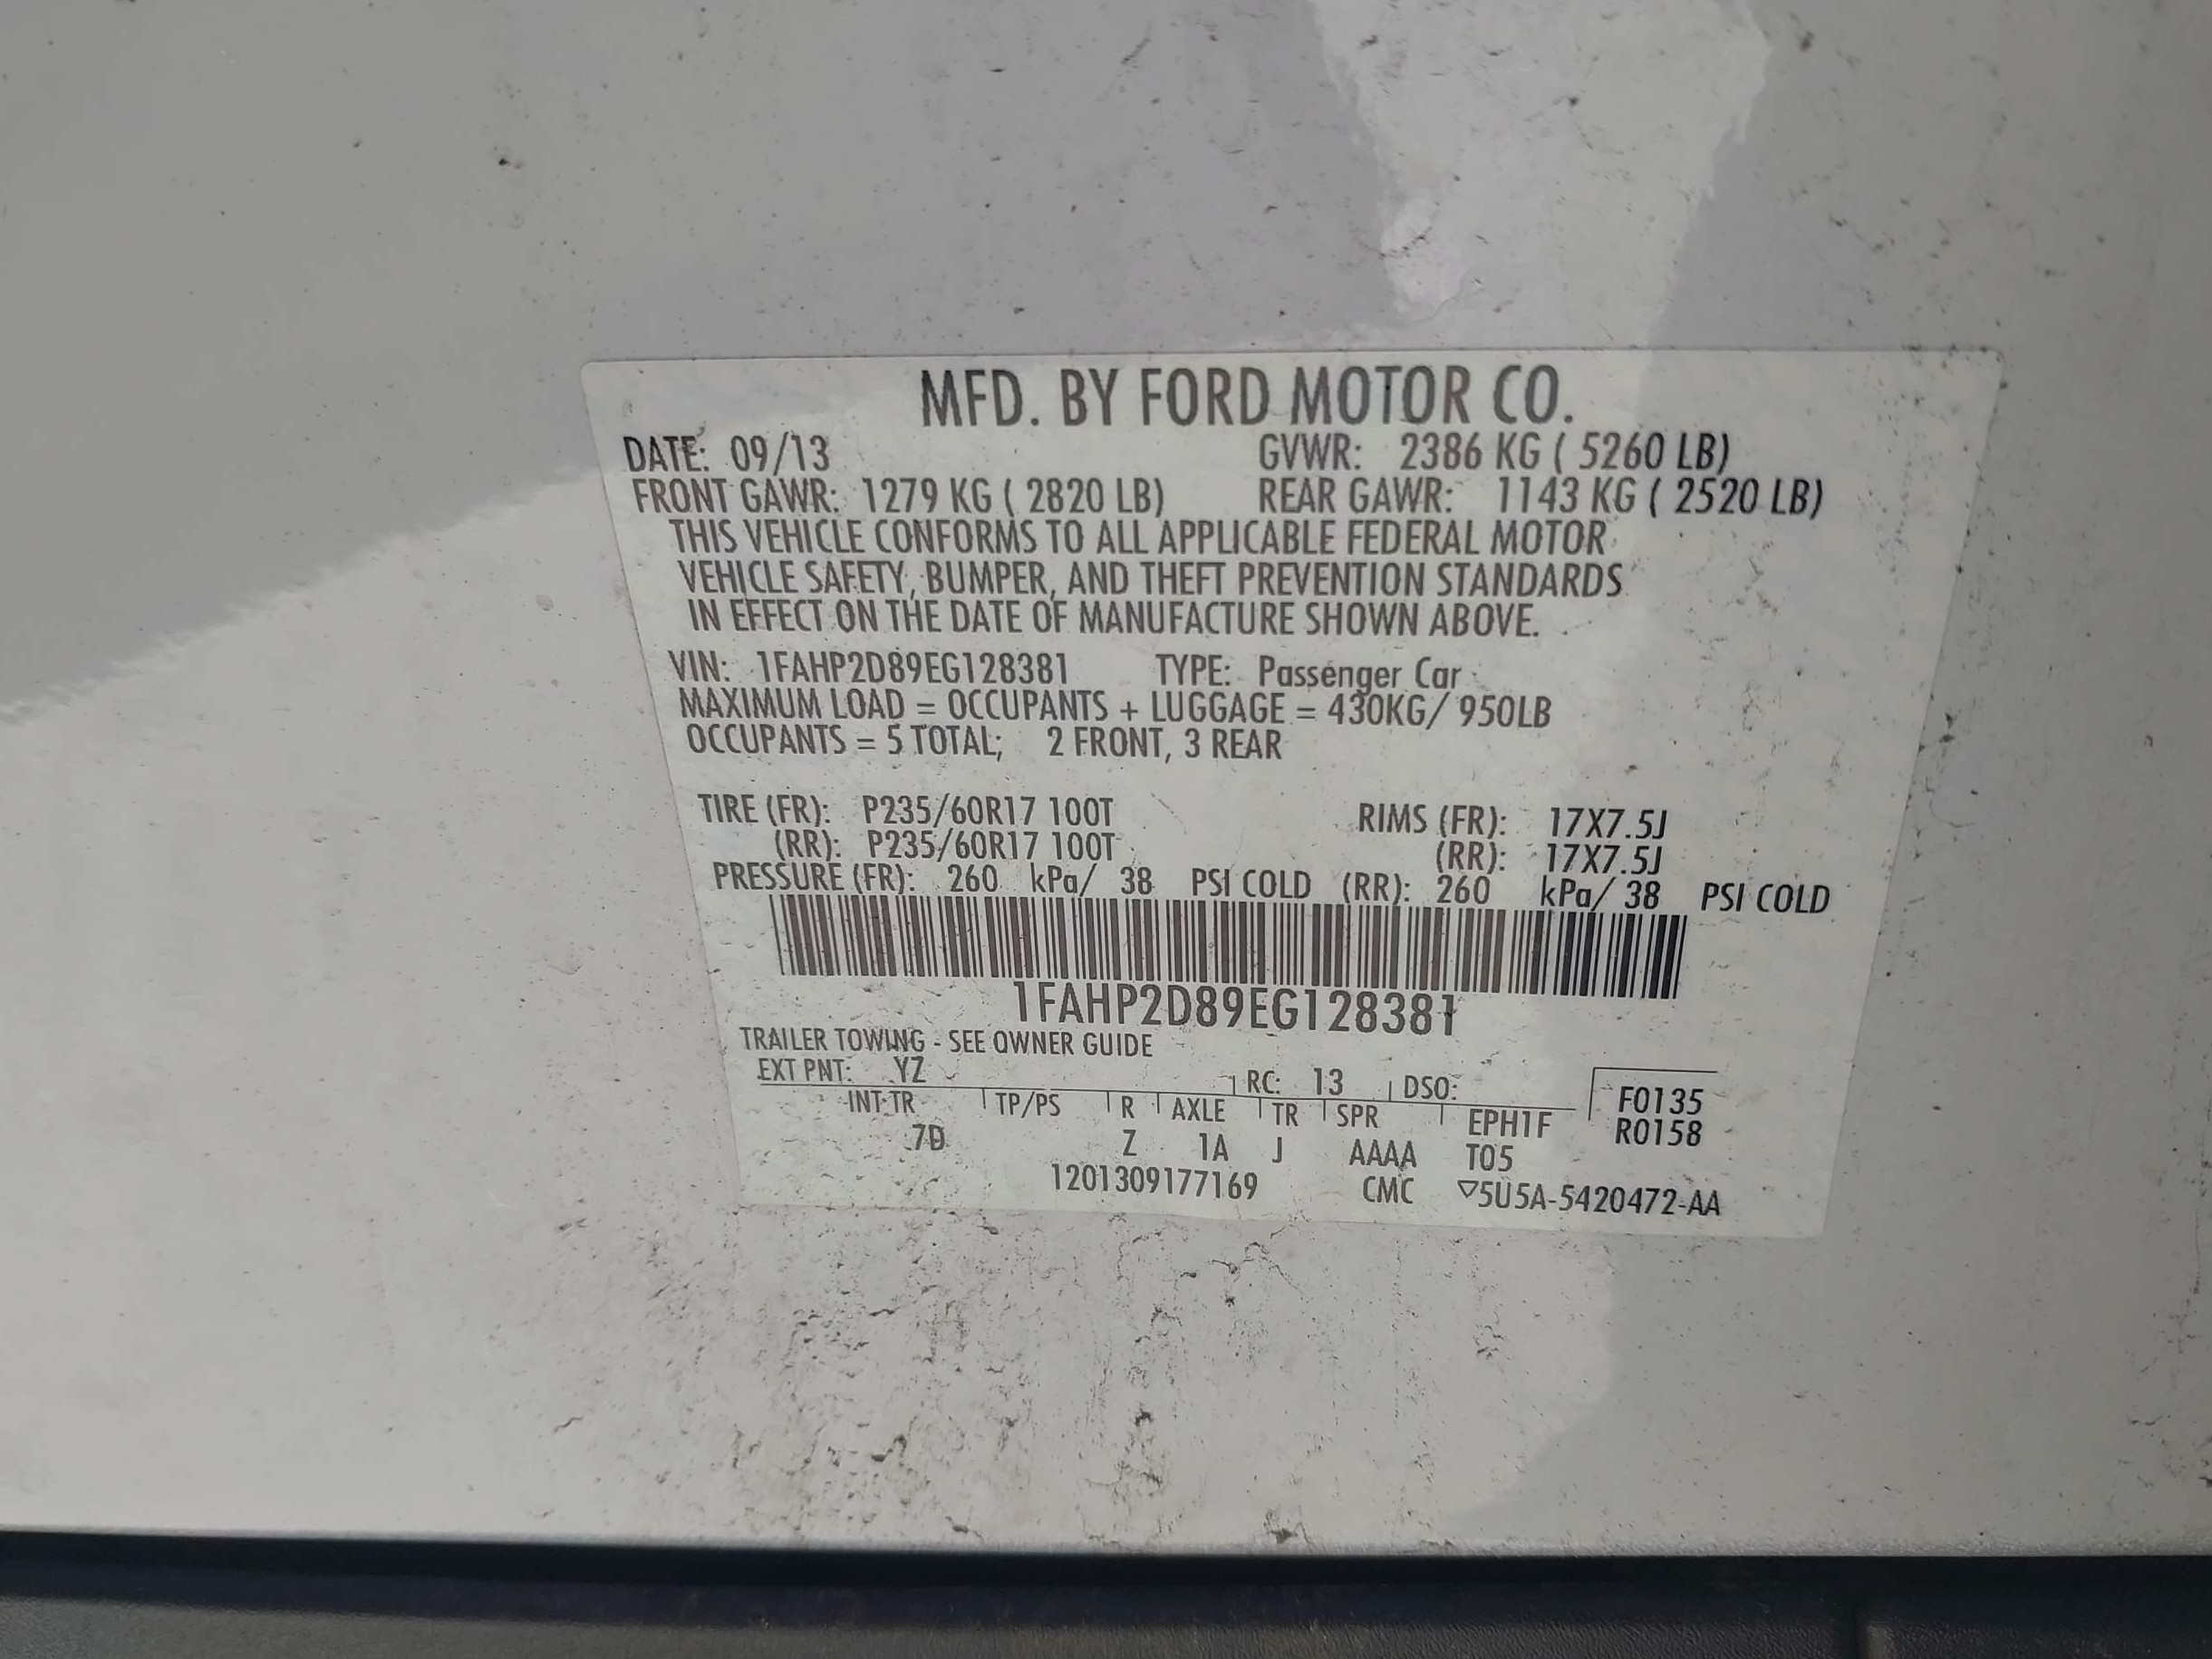 MFD. BY FORD MOTOR CO.
DATE: 09/13 GVWR: 2386 KG ( 5260 LB)
FRONT GAWR: 1279 KG ( 2820 LB) REAR GAWR: 1143 KG ( 2520 LB)
THIS VEHICLE CONFORMS TO ALL APPLICABLE FEDERAL MOTOR
VEHICLE SAFETY, BUMPER, AND THEFT PREVENTION STANDARDS
IN EFFECT ON THE DATE OF MANUFACTURE SHOWN ABOVE.
VIN: 1FAHP2D89EG128381 TYPE: Passenger Car
MAXIMUM LOAD = OCCUPANTS + LUGGAGE = 430KG/ 950LB
OCCUPANTS = 5 TOTAL; 2 FRONT, 3 REAR
TIRE (FR): P235/60R17 100T RIMS (FR): 17X7.5J
(RR): P235/60R17 100T (RR): 17X7.5J
PRESSURE (FR): 260 kPa/ 38 PSI COLD (RR): 260 kPa/ 38 PSI COLD
1FAHP2D89EG128381
TRAILER TOWING - SEE OWNER GUIDE
EXT PNT: YZ RC: 13 DSO: F0135
INT TR TP/PS R AXLE TR SPR EPH1F R0158
7D Z 1A J AAAA T05
1201309177169 CMC ▽5U5A-5420472-AA